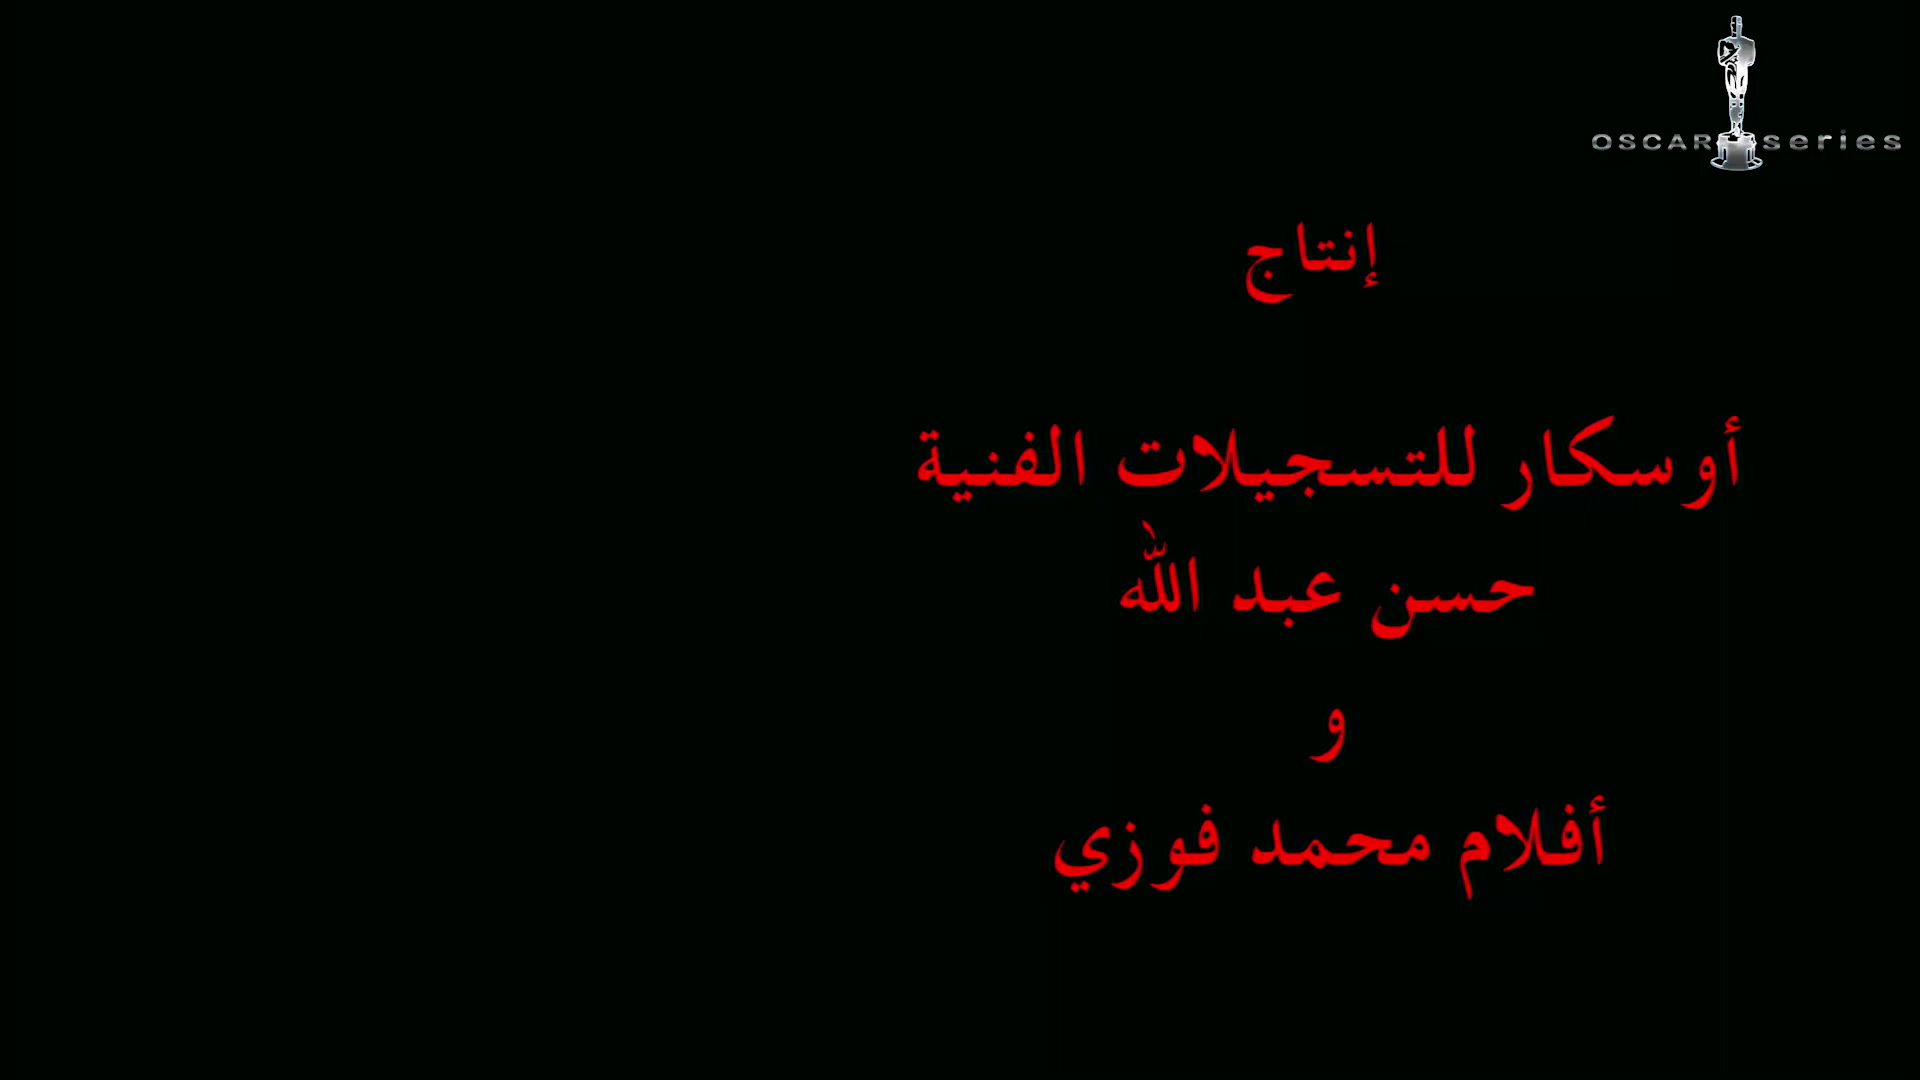 OSCAR series
إنتاج
أوسكار للتسجيلات الفنية
حسن عبد الله
و
أفلام محمد فوزي